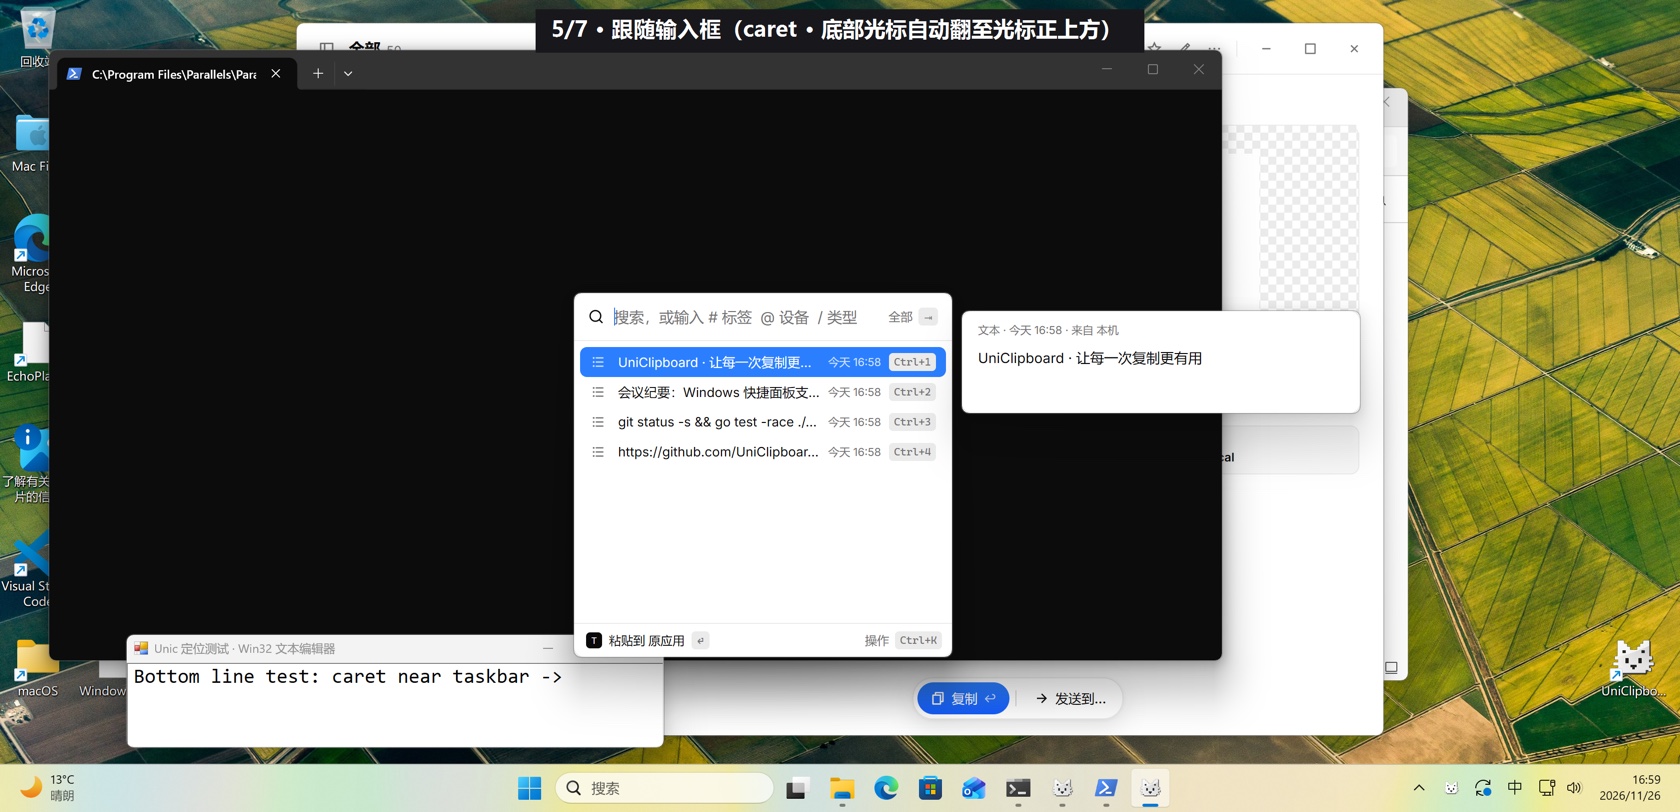 5/7 • 跟随输入框（caret • 底部光标自动翻至光标正上方）
全部 50
C:\Program Files\Parallels\Para
回收站
Mac Fi
Micros
Edge
EchoPla
了解有关
片的信
Visual St
Code
macOS
Window
搜索，或输入 # 标签 @ 设备 / 类型
全部
UniClipboard · 让每一次复制更... 今天 16:58 Ctrl+1
会议纪要：Windows 快捷面板支... 今天 16:58 Ctrl+2
git status -s && go test -race ./... 今天 16:58 Ctrl+3
https://github.com/UniClipboar... 今天 16:58 Ctrl+4
T 粘贴到 原应用 ↵
操作 Ctrl+K
文本 · 今天 16:58 · 来自 本机
UniClipboard · 让每一次复制更有用
cal
Unic 定位测试 · Win32 文本编辑器
Bottom line test: caret near taskbar ->
复制 ↩
→ 发送到...
UniClipbo...
13°C
晴朗
搜索
中
16:59
2026/11/26